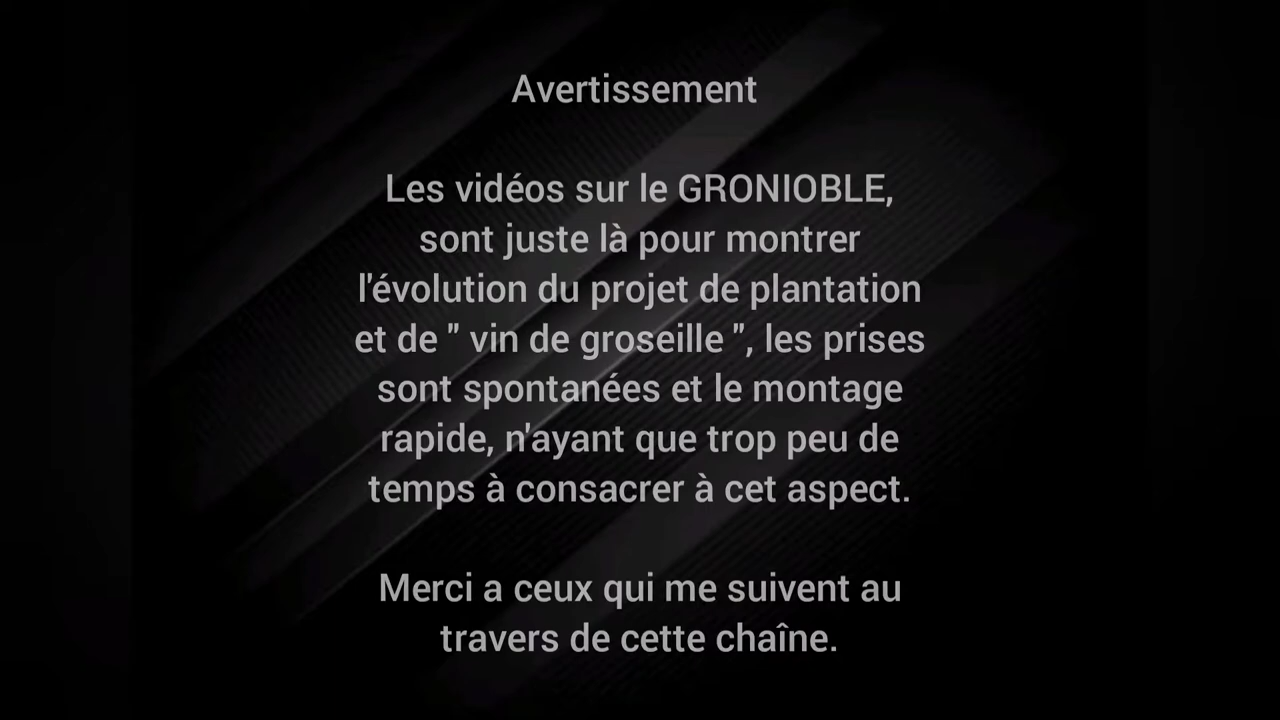 Avertissement
Les vidéos sur le GRONIOBLE,
sont juste là pour montrer
l'évolution du projet de plantation
et de " vin de groseille ", les prises
sont spontanées et le montage
rapide, n'ayant que trop peu de
temps à consacrer à cet aspect.
Merci a ceux qui me suivent au
travers de cette chaîne.